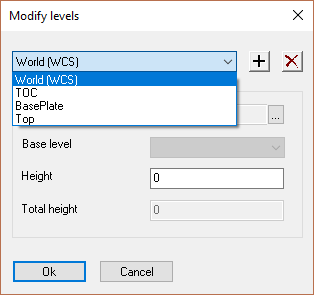 Modify levels
World (WCS)
World (WCS)
TOC
BasePlate
Top
...
Base level
Height
0
Total height
0
Ok
Cancel